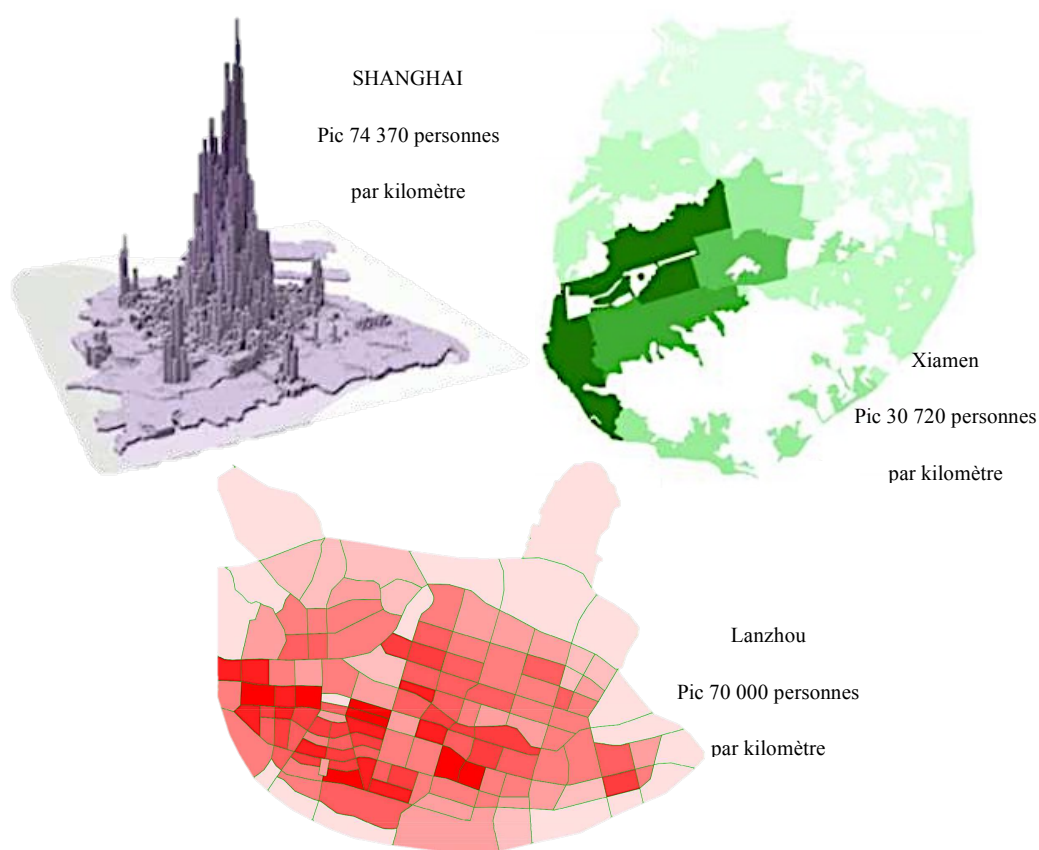 SHANGHAI
Pic 74 370 personnes
par kilomètre
Xiamen
Pic 30 720 personnes
par kilomètre
Lanzhou
Pic 70 000 personnes
par kilomètre